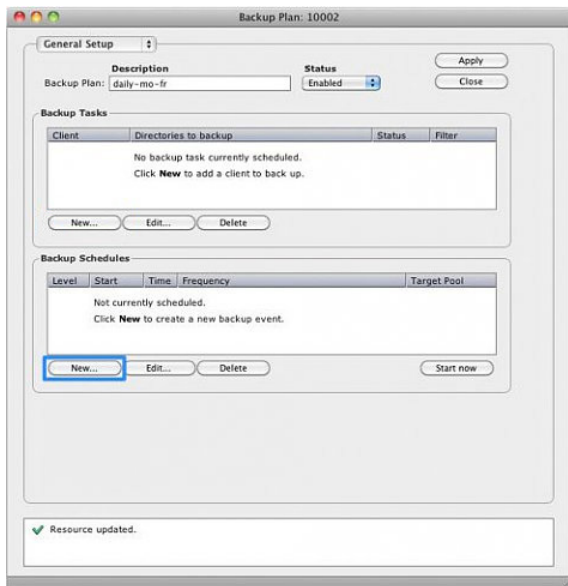 Backup Plan: 10002
General Setup
Description Status
Backup Plan: daily-mo-fr Enabled
Apply
Close
Backup Tasks
Client Directories to backup Status Filter
No backup task currently scheduled.
Click New to add a client to back up.
New... Edit... Delete
Backup Schedules
Level Start Time Frequency Target Pool
Not currently scheduled.
Click New to create a new backup event.
New... Edit... Delete Start now
Resource updated.